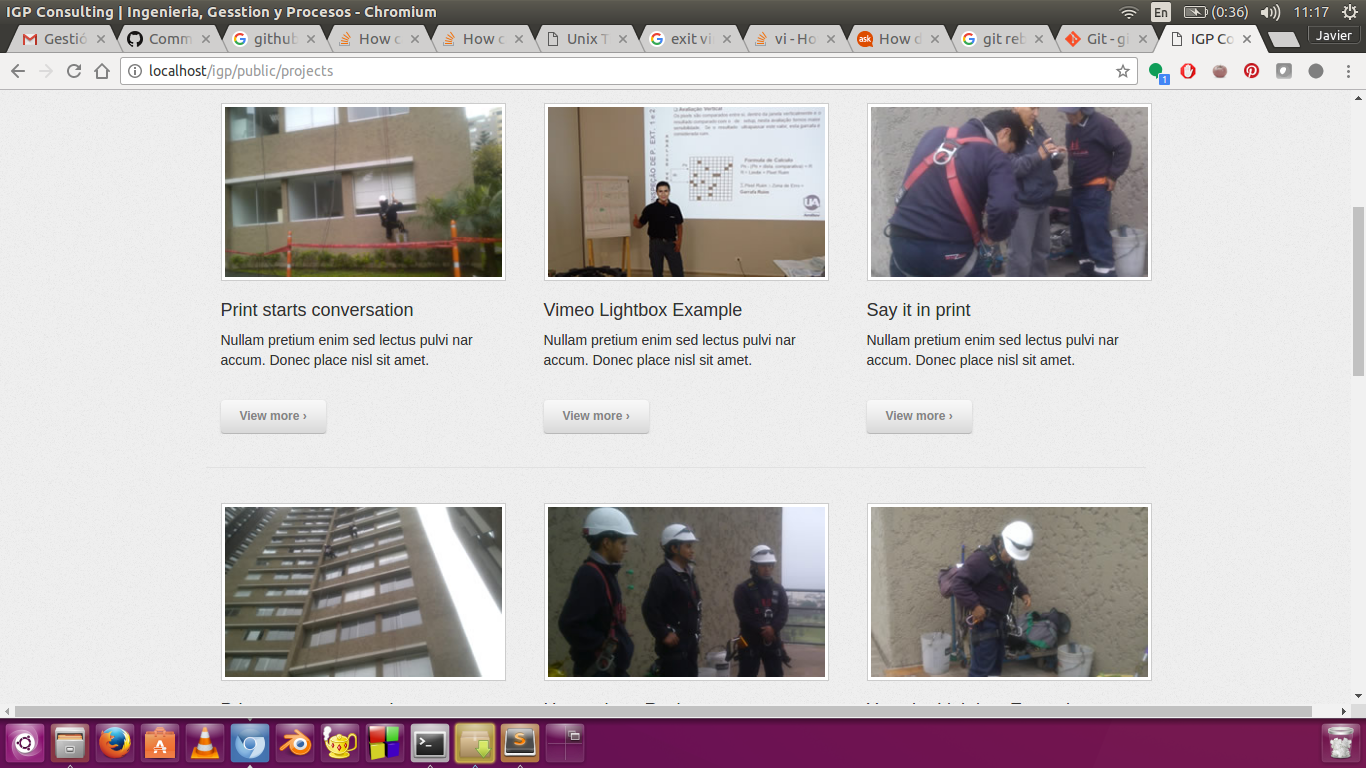 IGP Consulting | Ingenieria, Gesstion y Procesos - Chromium
En
(0:36)
11:17
Gestió
Comm
github
How c
How c
Unix T
exit vi
vi - Ho
How d
git reb
Git - gi
IGP Co
Javier
localhost/igp/public/projects
1
Print starts conversation
Vimeo Lightbox Example
Say it in print
Nullam pretium enim sed lectus pulvi nar
accum. Donec place nisl sit amet.
Nullam pretium enim sed lectus pulvi nar
accum. Donec place nisl sit amet.
Nullam pretium enim sed lectus pulvi nar
accum. Donec place nisl sit amet.
View more ›
View more ›
View more ›